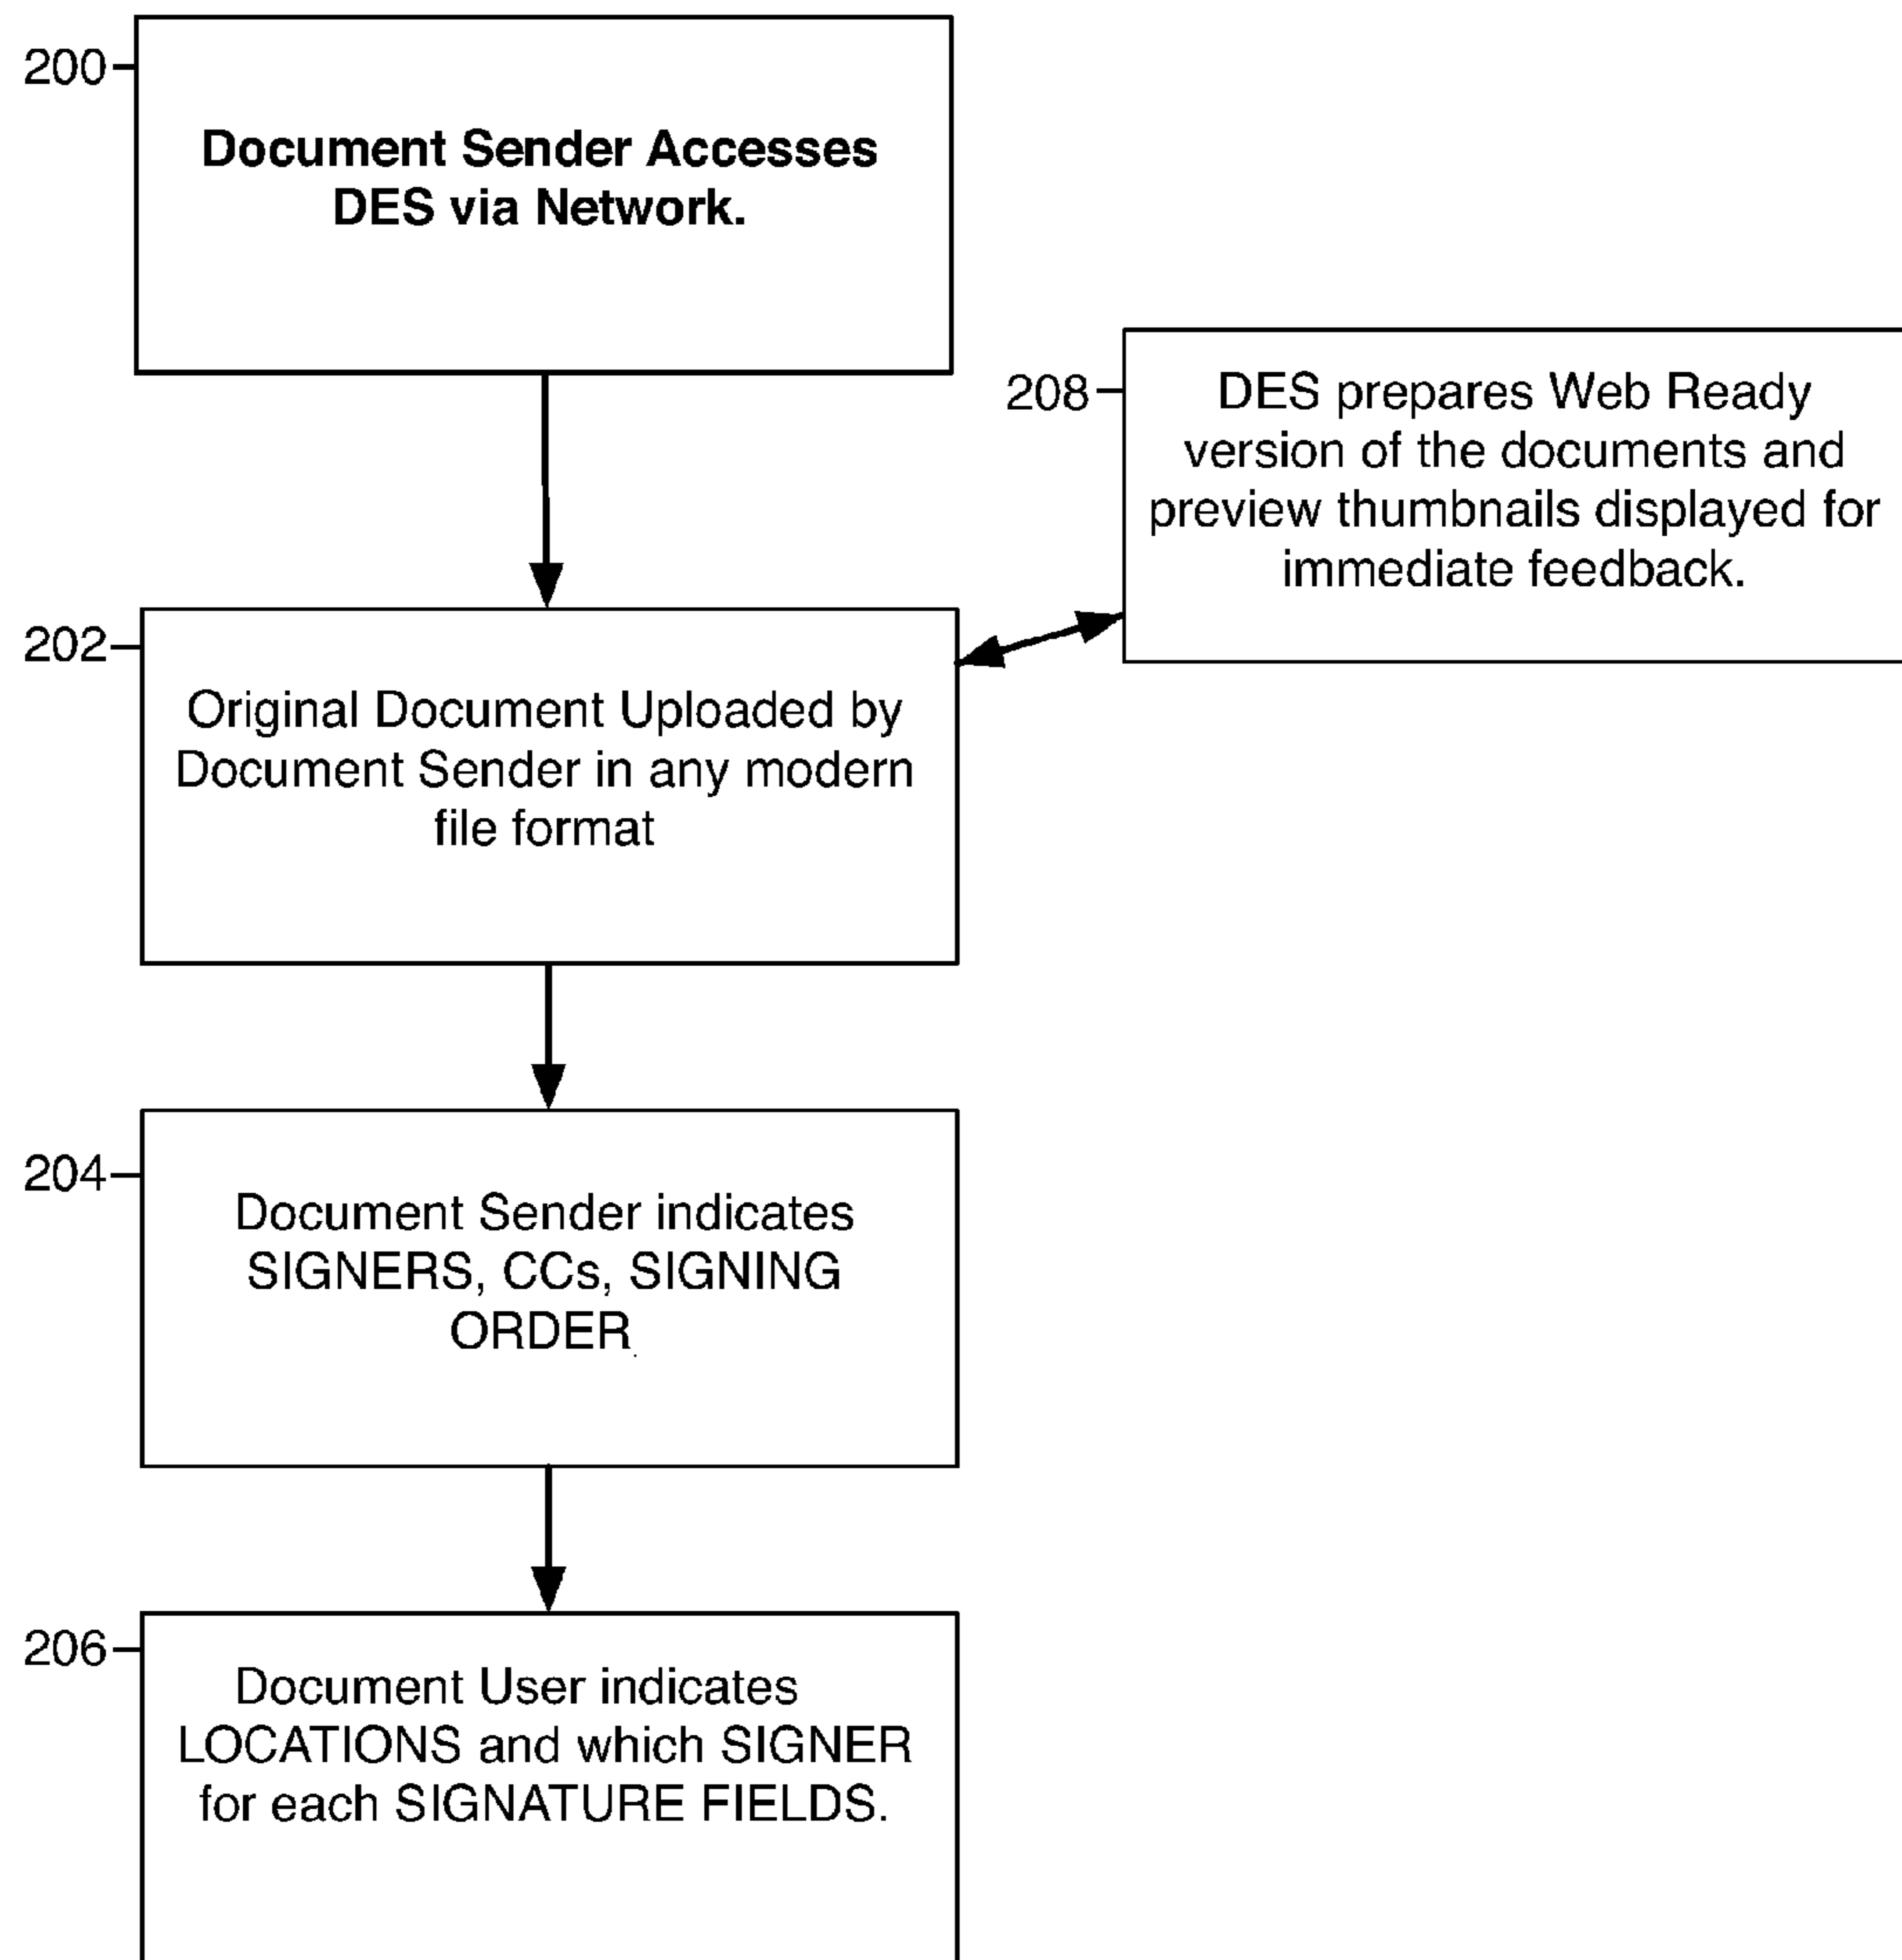 200
Document Sender Accesses
DES via Network.
208
DES prepares Web Ready
version of the documents and
preview thumbnails displayed for
immediate feedback.
202
Original Document Uploaded by
Document Sender in any modern
file format
204
Document Sender indicates
SIGNERS, CCs, SIGNING
ORDER.
206
Document User indicates
LOCATIONS and which SIGNER
for each SIGNATURE FIELDS.